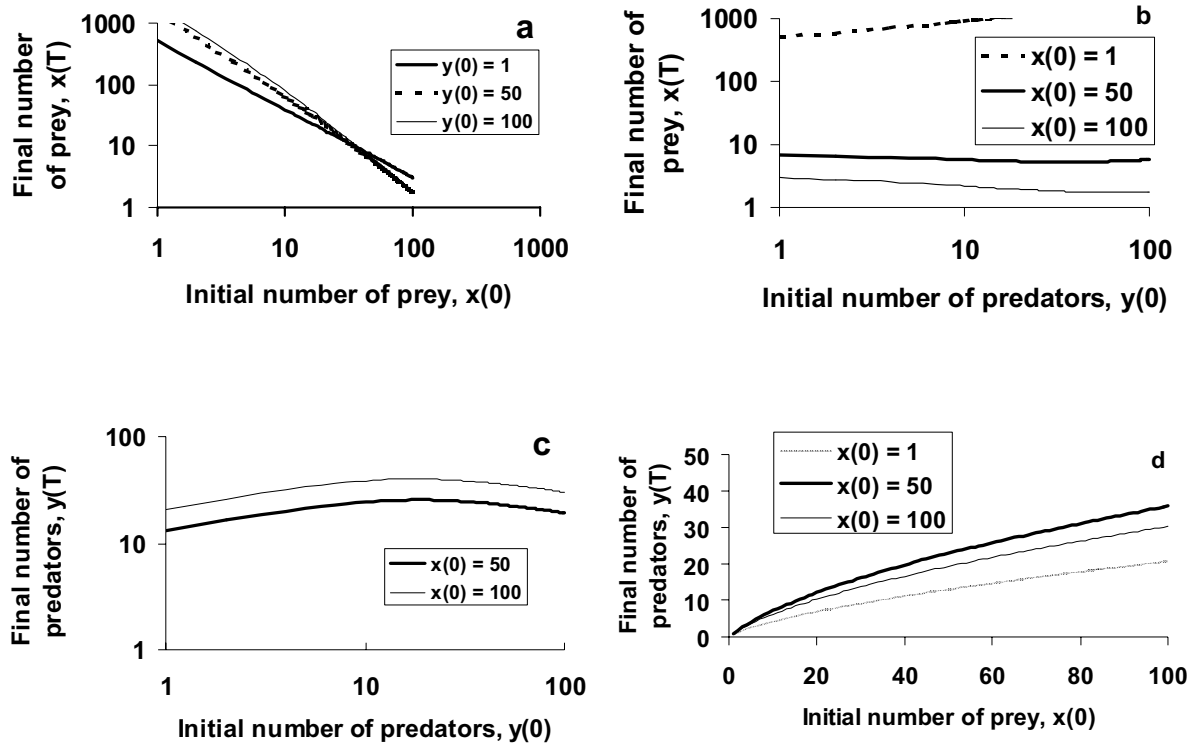 a
Final number
of prey, x(T)
1000
100
10
1
y(0) = 1
y(0) = 50
y(0) = 100
1
10
100
1000
Initial number of prey, x(0)
b
Final number of
prey, x(T)
1000
100
10
1
x(0) = 1
x(0) = 50
x(0) = 100
1
10
100
Initial number of predators, y(0)
c
Final number of
predators, y(T)
100
10
1
x(0) = 50
x(0) = 100
1
10
100
Initial number of predators, y(0)
d
Final number of
predators, y(T)
50
40
30
20
10
0
x(0) = 1
x(0) = 50
x(0) = 100
0
20
40
60
80
100
Initial number of prey, x(0)